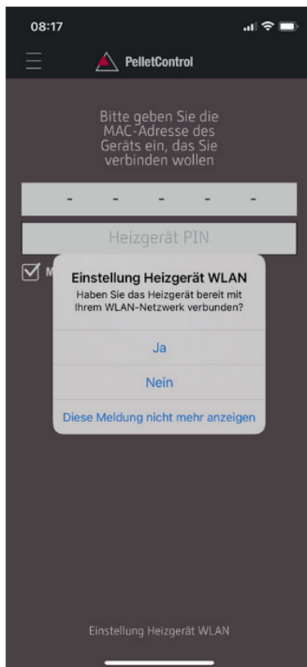 08:17
PelletControl
Bitte geben Sie die
MAC-Adresse des
Geräts ein, das Sie
verbinden wollen
- - - - -
Heizgerät PIN
M
Einstellung Heizgerät WLAN
Haben Sie das Heizgerät bereit mit
Ihrem WLAN-Netzwerk verbunden?
Ja
Nein
Diese Meldung nicht mehr anzeigen
Einstellung Heizgerät WLAN